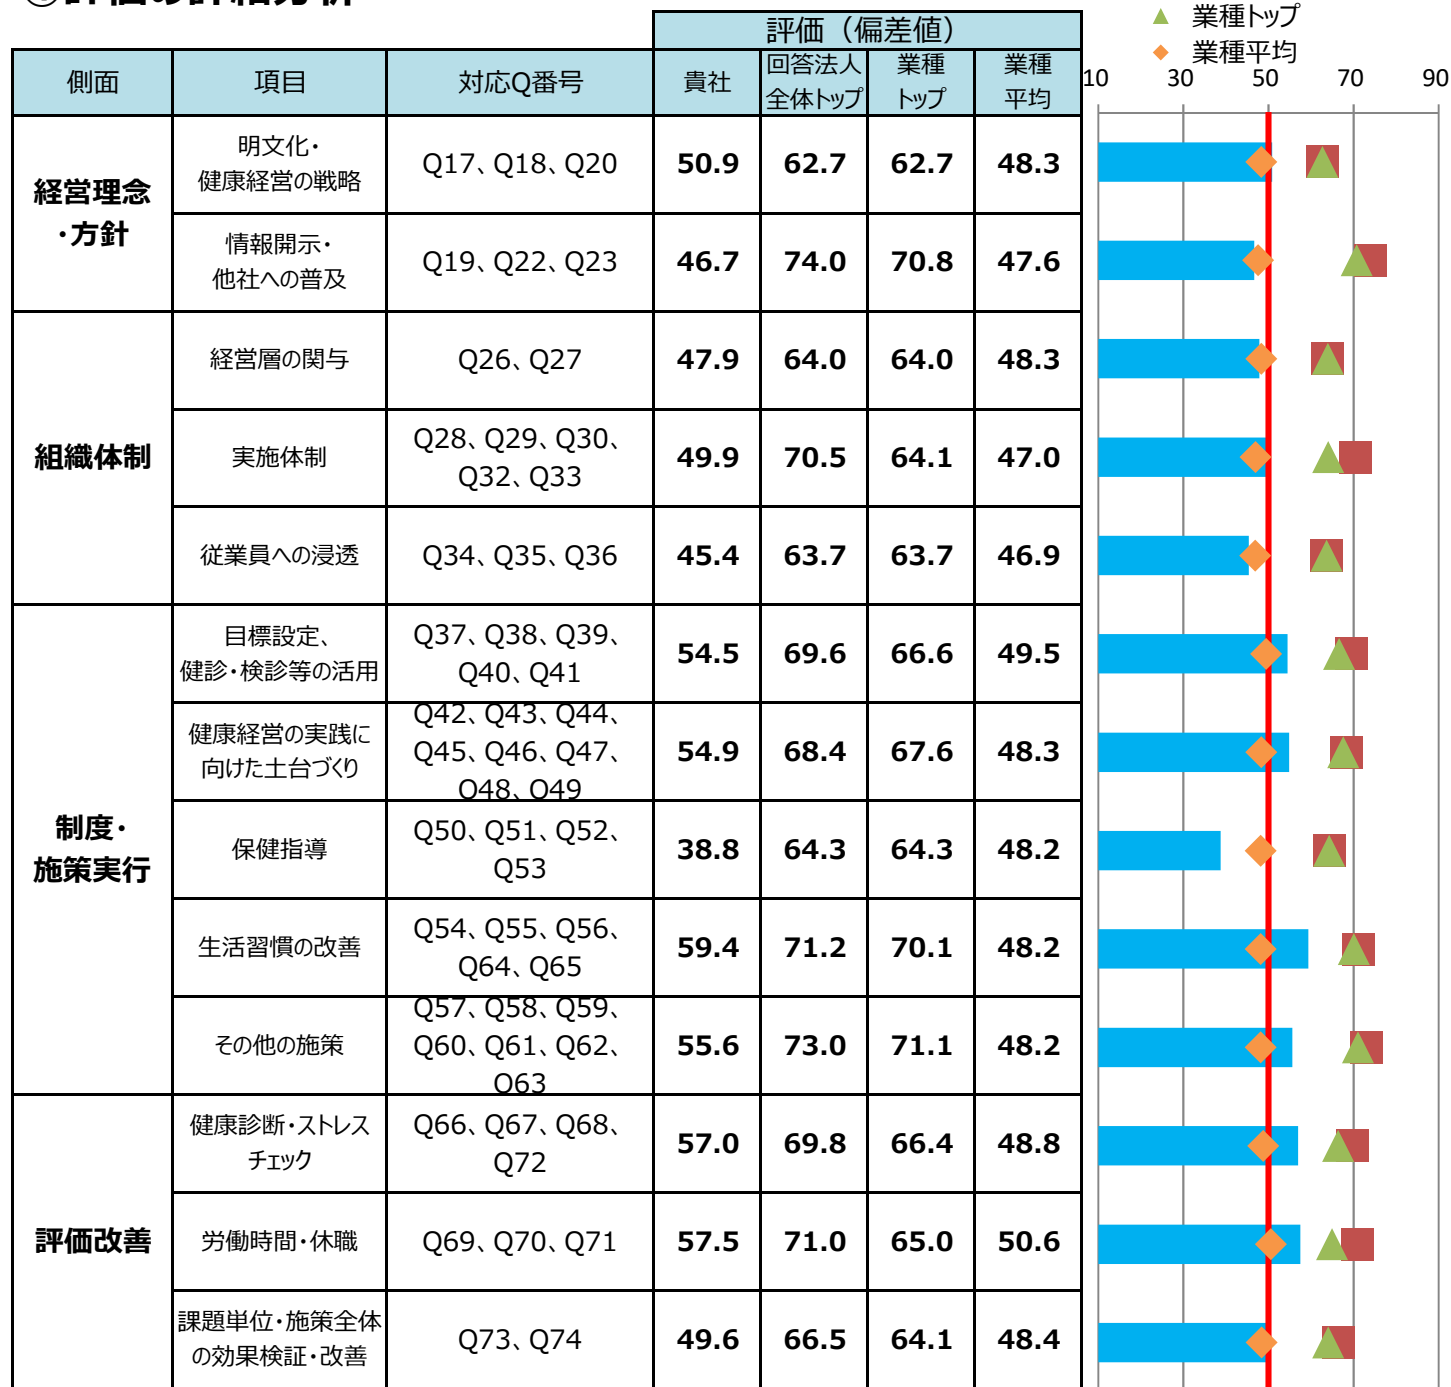 ①評価の詳細分析
▲ 業種トップ
◆ 業種平均
評価（偏差値）
側面 項目 対応Q番号 貴社 回答法人 業種 業種
全体トップ トップ 平均
10 30 50 70 90
経営理念
・方針
明文化・
健康経営の戦略
Q17、Q18、Q20 50.9 62.7 62.7 48.3
情報開示・
他社への普及
Q19、Q22、Q23 46.7 74.0 70.8 47.6
組織体制
経営層の関与 Q26、Q27 47.9 64.0 64.0 48.3
実施体制
Q28、Q29、Q30、
Q32、Q33
49.9 70.5 64.1 47.0
従業員への浸透 Q34、Q35、Q36 45.4 63.7 63.7 46.9
制度・
施策実行
目標設定、
健診・検診等の活用
Q37、Q38、Q39、
Q40、Q41
54.5 69.6 66.6 49.5
健康経営の実践に
向けた土台づくり
Q42、Q43、Q44、
Q45、Q46、Q47、
Q48、Q49
54.9 68.4 67.6 48.3
保健指導
Q50、Q51、Q52、
Q53
38.8 64.3 64.3 48.2
生活習慣の改善
Q54、Q55、Q56、
Q64、Q65
59.4 71.2 70.1 48.2
その他の施策
Q57、Q58、Q59、
Q60、Q61、Q62、
Q63
55.6 73.0 71.1 48.2
評価改善
健康診断・ストレス
チェック
Q66、Q67、Q68、
Q72
57.0 69.8 66.4 48.8
労働時間・休職 Q69、Q70、Q71 57.5 71.0 65.0 50.6
課題単位・施策全体
の効果検証・改善
Q73、Q74 49.6 66.5 64.1 48.4